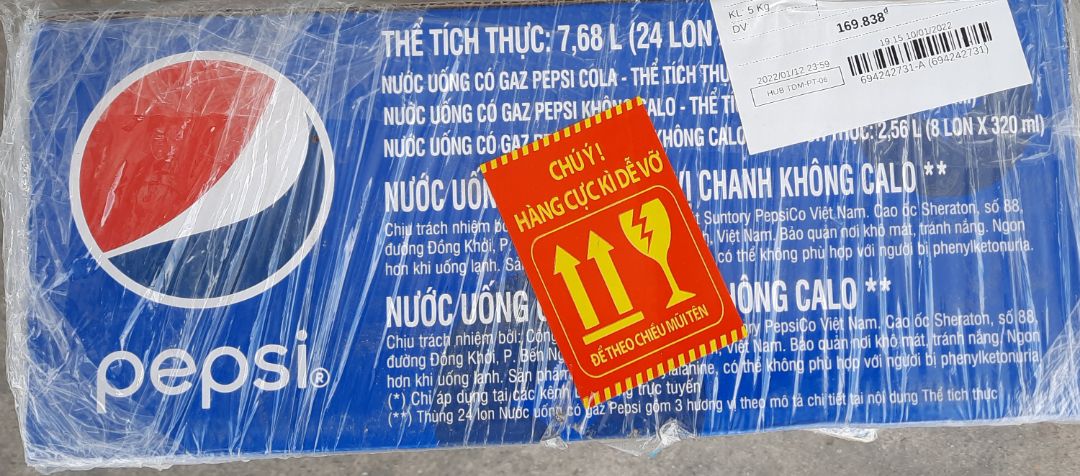 pepsi®
THỂ TÍCH THỰC: 7,68 L (24 LON
NƯỚC UỐNG CÓ GAZ PEPSI COLA - THỂ TÍCH
NƯỚC UỐNG CÓ GAZ PEPSI KHÔNG CALO - THỂ
NƯỚC UỐNG CÓ GAZ KHÔNG CALO 2,56 L (8 LON X 320 ml)
NƯỚC CHANH KHÔNG CALO **
Chịu trách nhiệm Suntory PepsiCo Việt Nam. Cao ốc Sheraton, số 88,
đường Đồng Khởi, P. Việt Nam. Bảo quản nơi khô mát, tránh nắng. Ngon
hơn khi uống lạnh. có thể không phù hợp với người bị phenylketonuria.
NƯỚC UỐNG CALO **
Chịu trách nhiệm bởi: Công PepsiCo Việt Nam. Cao ốc Sheraton, số 88,
đường Đồng Khởi, P. Bến Việt Nam. Bảo quản nơi khô mát, tránh nắng. Ngon
hơn khi uống lạnh. Sản phẩm có thể không phù hợp với người bị phenylketonuria.
(*) Chỉ áp dụng tại các kênh trực tuyến
(**) Thùng 24 lon Nước uống có gaz Pepsi gồm 3 hương vị theo mô tả chi tiết tại nội dung Thể tích thực
CHÚ Ý !
HÀNG CỰC KÌ DỄ VỠ
ĐỂ THEO CHIỀU MŨI TÊN
KL 5 Kg
DV
169.838đ
19:15 10/01/2022
694242731-A (694242731)
2022/01/12 23:59
HUB TDM-PT-06